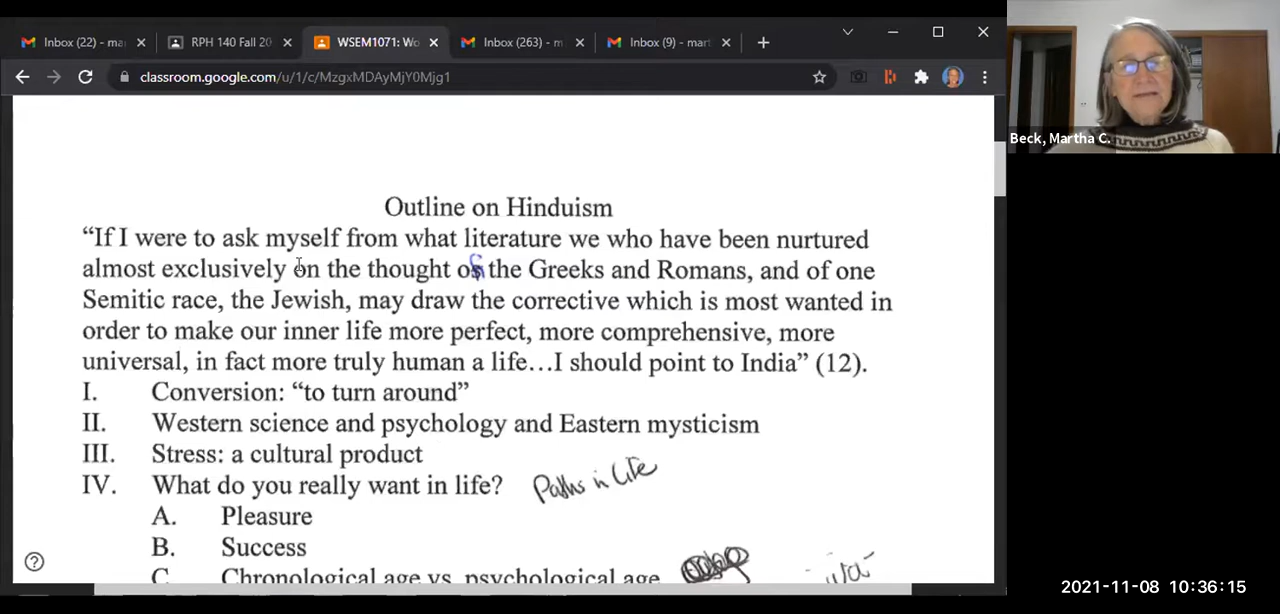 Inbox (22) - ma
RPH 140 Fall 20
WSEM1071: Wo
Inbox (263) - m
Inbox (9) - mart
classroom.google.com/u/1/c/MzgxMDAyMjY0Mjg1
Beck, Martha C.
Outline on Hinduism
“If I were to ask myself from what literature we who have been nurtured
almost exclusively on the thought of the Greeks and Romans, and of one
Semitic race, the Jewish, may draw the corrective which is most wanted in
order to make our inner life more perfect, more comprehensive, more
universal, in fact more truly human a life…I should point to India” (12).
I. Conversion: “to turn around”
II. Western science and psychology and Eastern mysticism
III. Stress: a cultural product
IV. What do you really want in life? Paths in Life
A. Pleasure
B. Success
C. Chronological age vs. psychological age
2021-11-08 10:36:15